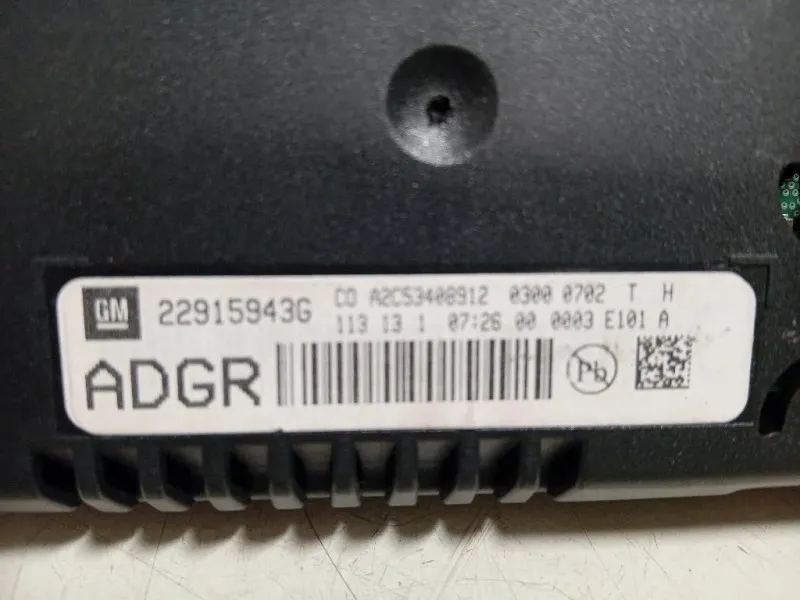 GM 22915943G CO A2C53408912 0300 0702 T H
113 13 1 07:26 00 0003 E101 A
ADGR Pb